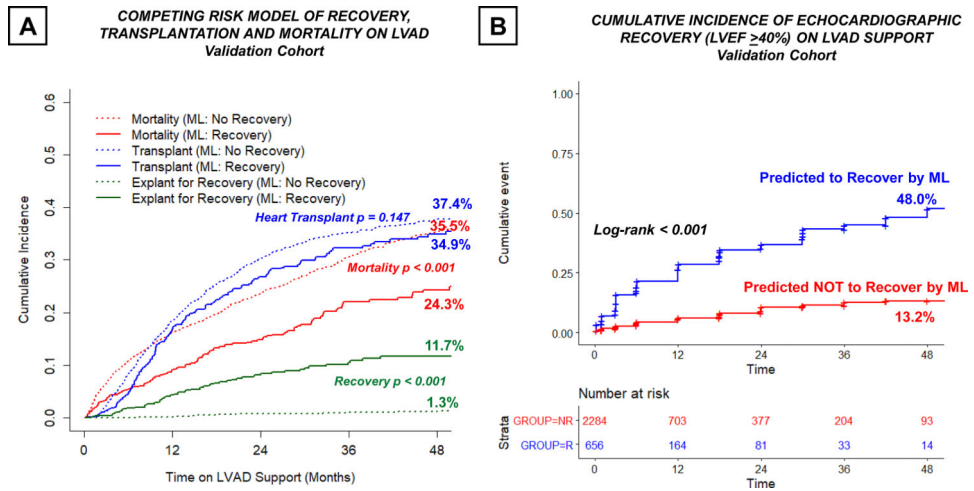 A
COMPETING RISK MODEL OF RECOVERY,
TRANSPLANTATION AND MORTALITY ON LVAD
Validation Cohort
Cumulative Incidence
0.6
0.5
0.4
0.3
0.2
0.1
0.0
Mortality (ML: No Recovery)
Mortality (ML: Recovery)
Transplant (ML: No Recovery)
Transplant (ML: Recovery)
Explant for Recovery (ML: No Recovery)
Explant for Recovery (ML: Recovery)
37.4%
Heart Transplant p = 0.147
35.5%
34.9%
Mortality p < 0.001
24.3%
11.7%
Recovery p < 0.001
1.3%
0 12 24 36 48
Time on LVAD Support (Months)
B
CUMULATIVE INCIDENCE OF ECHOCARDIOGRAPHIC
RECOVERY (LVEF ≥40%) ON LVAD SUPPORT
Validation Cohort
Cumulative event
1.00
0.75
0.50
0.25
0.00
Predicted to Recover by ML
48.0%
Log-rank < 0.001
Predicted NOT to Recover by ML
13.2%
0 12 24 36 48
Time
Number at risk
Strata
GROUP=NR 2284 703 377 204 93
GROUP=R 656 164 81 33 14
0 12 24 36 48
Time